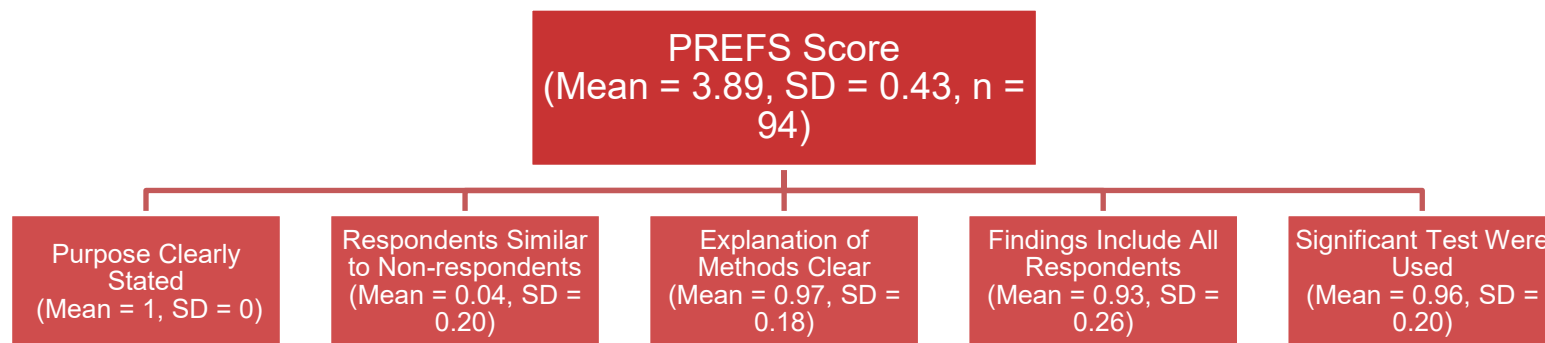 PREFS Score
(Mean = 3.89, SD = 0.43, n =
94)
Purpose Clearly
Stated
(Mean = 1, SD = 0)
Respondents Similar
to Non-respondents
(Mean = 0.04, SD =
0.20)
Explanation of
Methods Clear
(Mean = 0.97, SD =
0.18)
Findings Include All
Respondents
(Mean = 0.93, SD =
0.26)
Significant Test Were
Used
(Mean = 0.96, SD =
0.20)